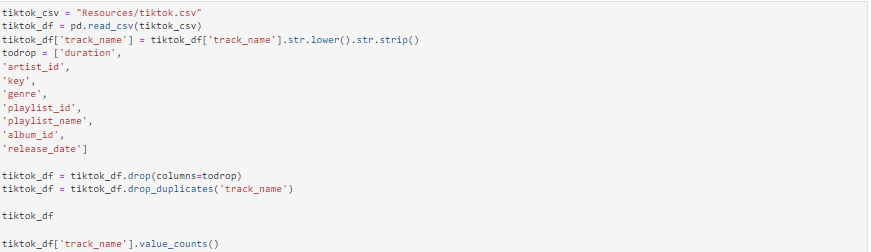 tiktok_csv = "Resources/tiktok.csv"
tiktok_df = pd.read_csv(tiktok_csv)
tiktok_df['track_name'] = tiktok_df['track_name'].str.lower().str.strip()
todrop = ['duration',
'artist_id',
'key',
'genre',
'playlist_id',
'playlist_name',
'album_id',
'release_date']
tiktok_df = tiktok_df.drop(columns=todrop)
tiktok_df = tiktok_df.drop_duplicates('track_name')
tiktok_df
tiktok_df['track_name'].value_counts()